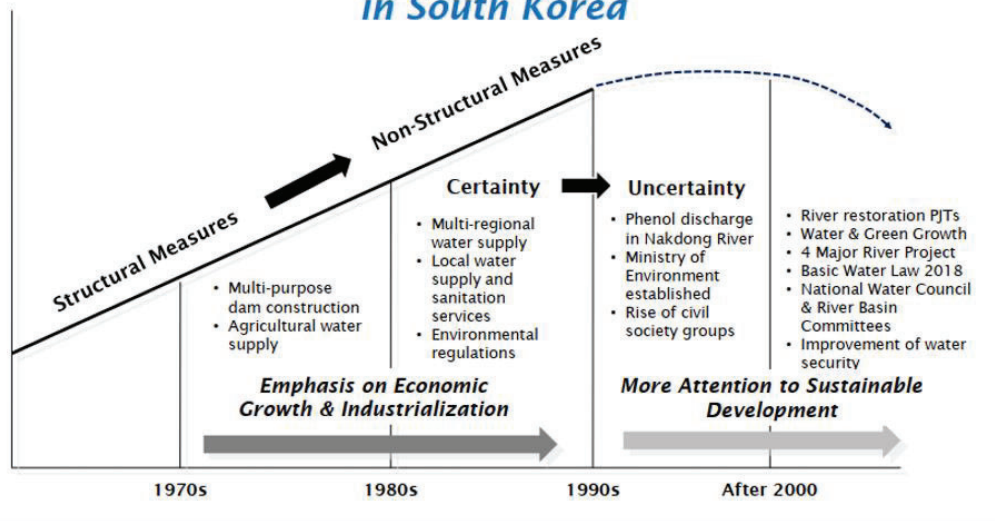 in South Korea
Structural Measures
Non-Structural Measures
Certainty
Uncertainty
• Multi-purpose
dam construction
• Agricultural water
supply
• Multi-regional
water supply
• Local water
supply and
sanitation
services
• Environmental
regulations
• Phenol discharge
in Nakdong River
• Ministry of
Environment
established
• Rise of civil
society groups
• River restoration PJTs
• Water & Green Growth
• 4 Major River Project
• Basic Water Law 2018
• National Water Council
& River Basin
Committees
• Improvement of water
security
Emphasis on Economic
Growth & Industrialization
More Attention to Sustainable
Development
1970s
1980s
1990s
After 2000